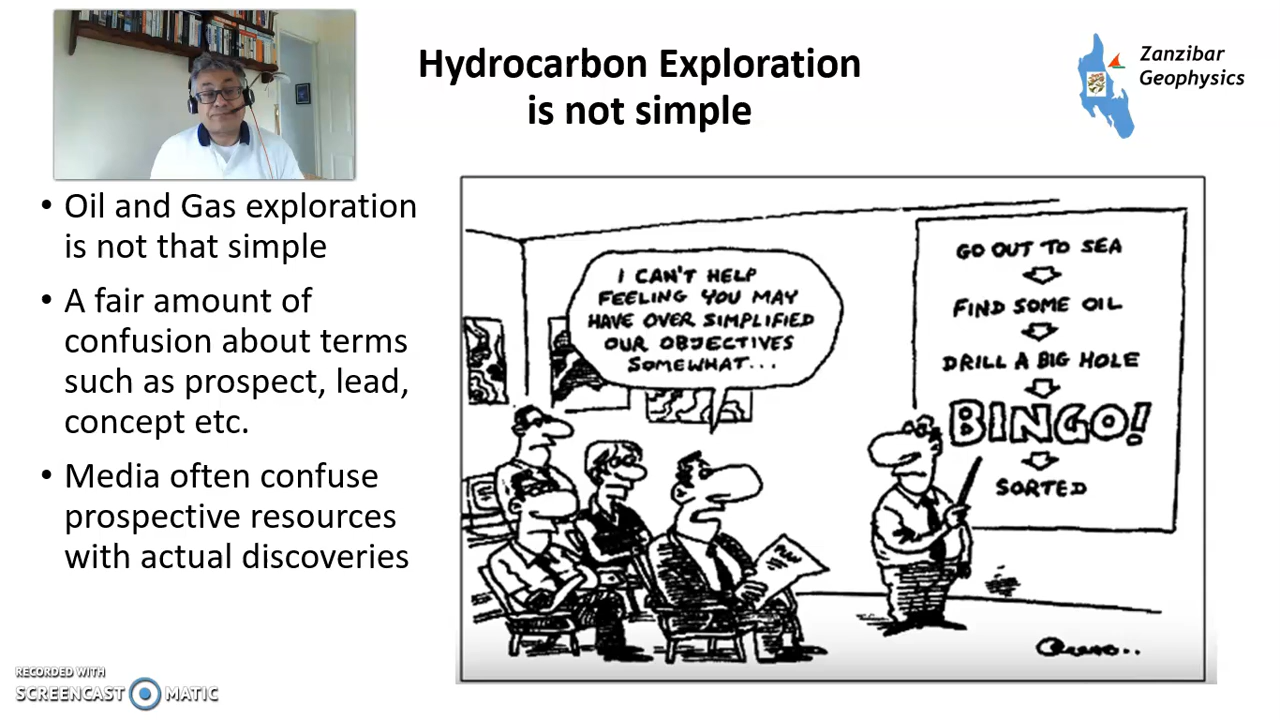 Hydrocarbon Exploration
is not simple
Zanzibar
Geophysics
• Oil and Gas exploration
is not that simple
• A fair amount of
confusion about terms
such as prospect, lead,
concept etc.
• Media often confuse
prospective resources
with actual discoveries
I CAN'T HELP
FEELING YOU MAY
HAVE OVER SIMPLIFIED
OUR OBJECTIVES
SOMEWHAT...
GO OUT TO SEA
FIND SOME OIL
DRILL A BIG HOLE
BINGO!
SORTED
PLAN
RECORDED WITH
SCREENCAST MATIC